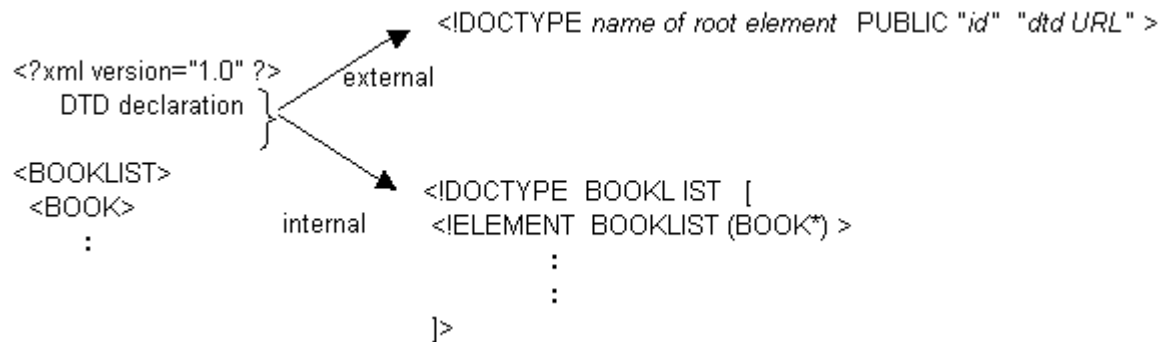 <!DOCTYPE name of root element PUBLIC "id" "dtd URL" >
<?xml version="1.0" ?>
external
DTD declaration }
<BOOKLIST>
<BOOK>
:
internal
<!DOCTYPE BOOKL IST [
<!ELEMENT BOOKLIST (BOOK*) >
:
:
]>